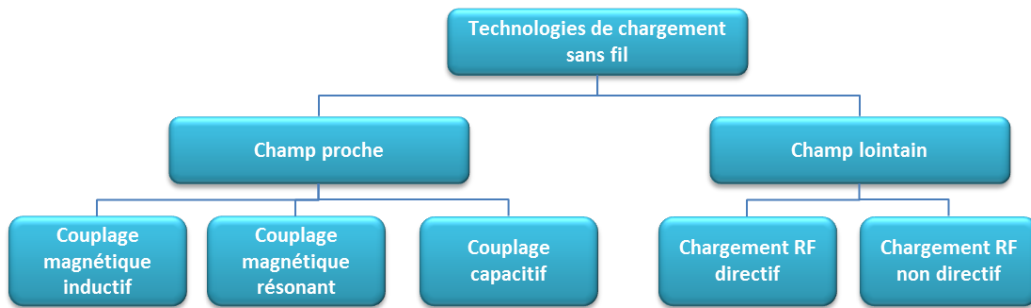 Technologies de chargement
sans fil
Champ proche
Champ lointain
Couplage
magnétique
inductif
Couplage
magnétique
résonant
Couplage
capacitif
Chargement RF
directif
Chargement RF
non directif